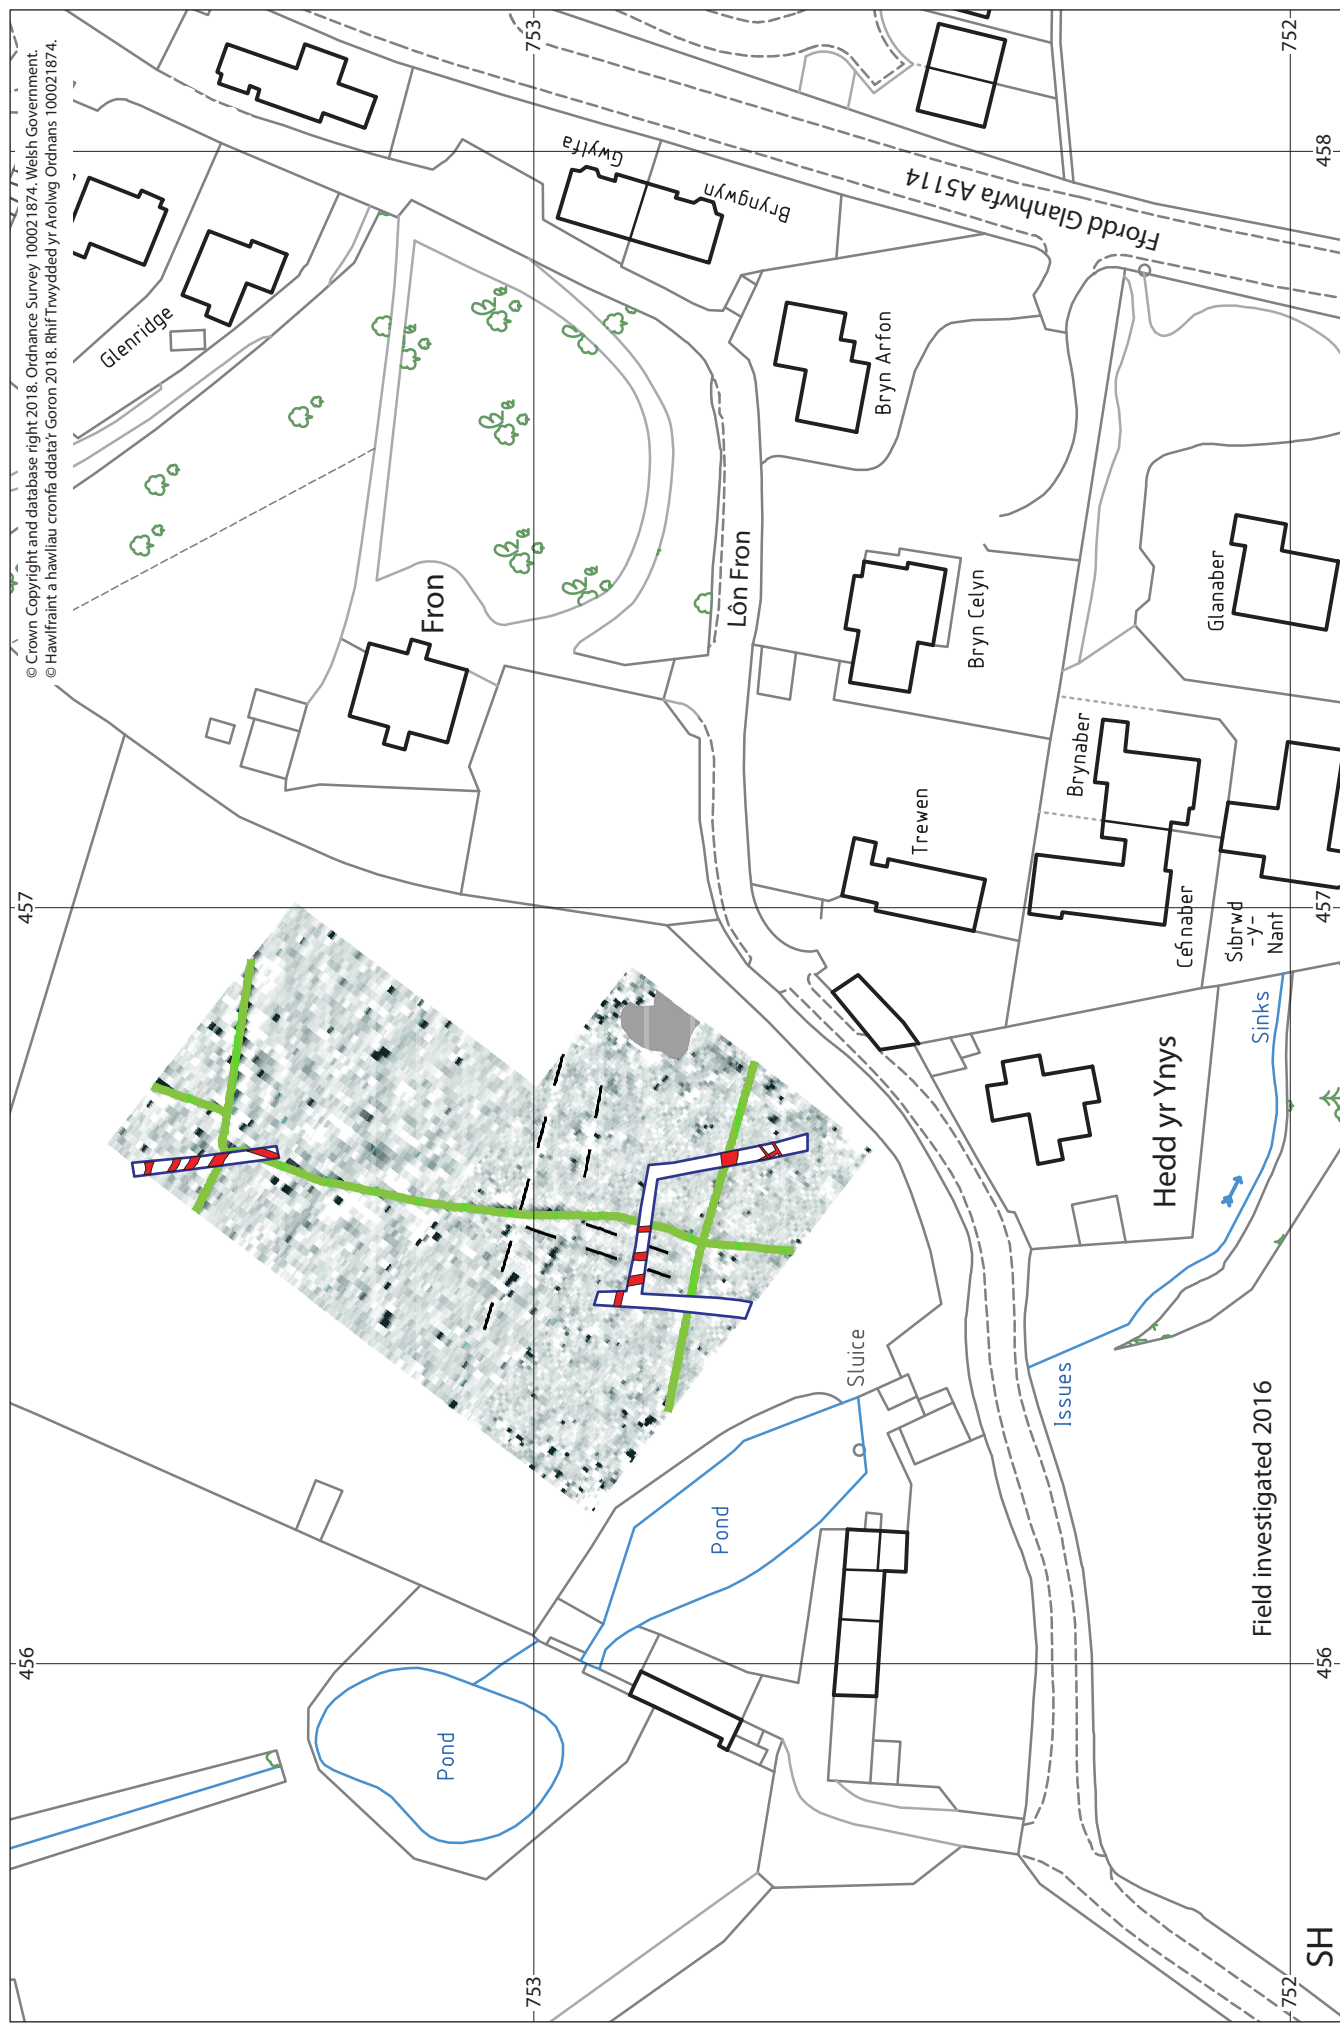 © Crown Copyright and database right 2018. Ordnance Survey 100021874. Welsh Government.
© Hawlfraint a hawliau cronfa ddata'r Goron 2018. Rhif Trwydded yr Arolwg Ordnans 100021874.
456
457
753
753
Glenridge
Gwylfa
Bryngwyn
Ffordd Glanhwfa A5114
Fron
Lôn Fron
Bryn Arfon
Bryn Celyn
Glanaber
Trewen
Brynaber
Cefnaber
Sibrwd
-y-
Nant
Sinks
Hedd yr Ynys
Sluice
Issues
Pond
Pond
Field investigated 2016
456
457
458
752
752
SH